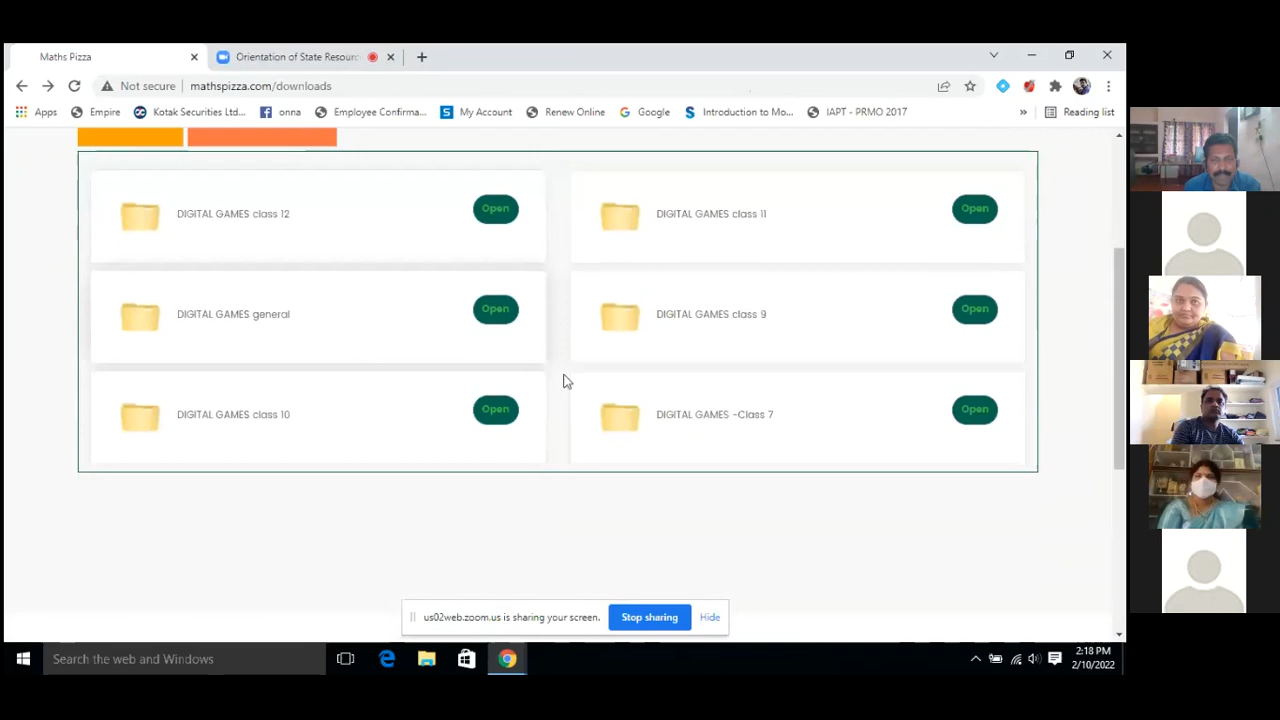 Maths Pizza
Orientation of State Resourc
Not secure
mathspizza.com/downloads
Apps
Empire
Kotak Securities Ltd...
onna
Employee Confirma...
My Account
Renew Online
Google
Introduction to Mo...
IAPT - PRMO 2017
»
Reading list
DIGITAL GAMES class 12
Open
DIGITAL GAMES class 11
Open
DIGITAL GAMES general
Open
DIGITAL GAMES class 9
Open
DIGITAL GAMES class 10
Open
DIGITAL GAMES -Class 7
Open
us02web.zoom.us is sharing your screen.
Stop sharing
Hide
Search the web and Windows
2:18 PM
2/10/2022